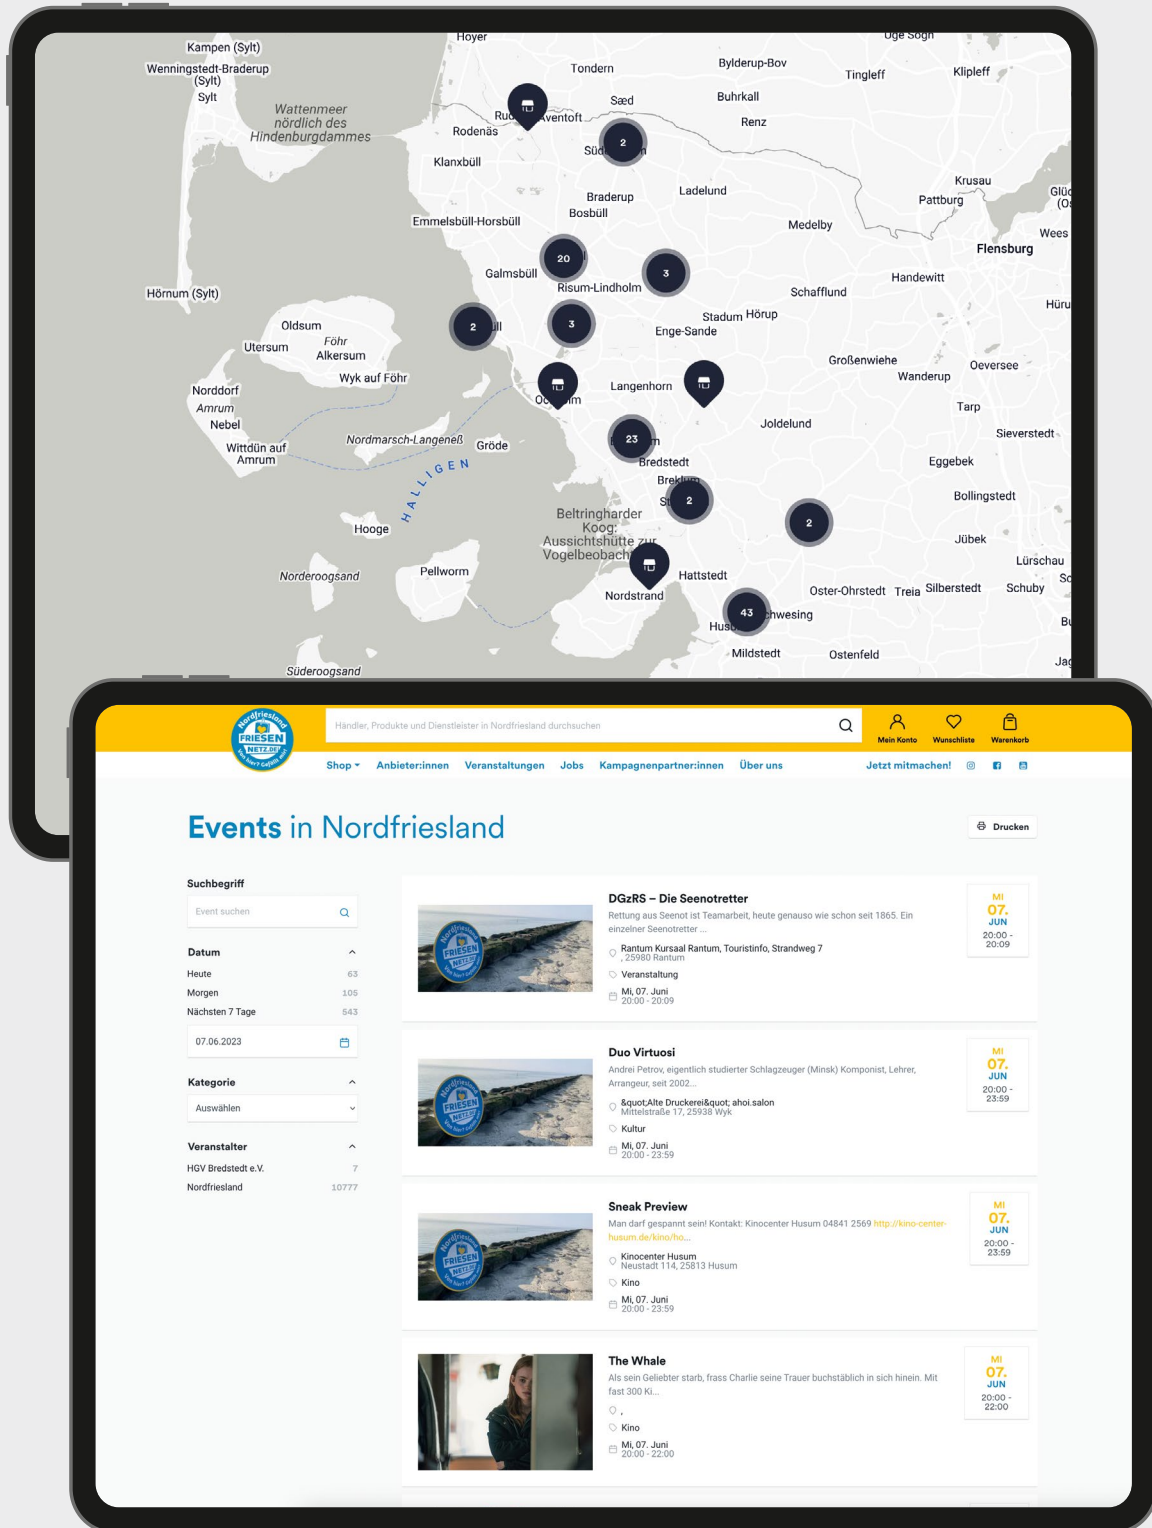 Hoyer
Uge Sogn
Kampen (Sylt)
Wenningstedt-Braderup
(Sylt)
Sylt
Tondern
Bylderup-Bov
Tingleff
Klipleff
Wattenmeer
nördlich des
Hindenburgdammes
Sæd
Buhrkall
Aventoft
Renz
Rodenäs
2
Klanxbüll
Krusau
Braderup
Ladelund
Pattburg
Bosbüll
Emmelsbüll-Horsbüll
Medelby
Wees
Flensburg
20
Galmsbüll
3
Handewitt
Risum-Lindholm
Schafflund
Hörnum (Sylt)
Stadum
Hörup
2
3
Enge-Sande
Oldsum
Föhr
Utersum
Alkersum
Großenwiehe
Oeversee
Wyk auf Föhr
Wanderup
Norddorf
Langenhorn
Amrum
Tarp
Nebel
Joldelund
Nordmarsch-Langeneß
Gröde
23
Sieverstedt
Wittdün auf
Amrum
HALLIGEN
Bredstedt
Eggebek
Breklum
Bollingstedt
2
2
Beltringharder
Koog:
Aussichtshütte zur
Hooge
Jübek
Lürschau
Norderoogsand
Pellworm
Hattstedt
Nordstrand
Oster-Ohrstedt
Treia
Silberstedt
Schuby
43
Mildstedt
Ostenfeld
Süderoogsand
Nordfriesland
FRIESEN
NETZ.DE
Von hier? Gefällt mir!
Händler, Produkte und Dienstleister in Nordfriesland durchsuchen
Mein Konto
Wunschliste
Warenkorb
Shop
Anbieter:innen
Veranstaltungen
Jobs
Kampagnenpartner:innen
Über uns
Jetzt mitmachen!
Events in Nordfriesland
Drucken
Suchbegriff
Event suchen
Datum
Heute 63
Morgen 105
Nächsten 7 Tage 543
07.06.2023
Kategorie
Auswählen
Veranstalter
HGV Bredstedt e.V. 7
Nordfriesland 10777
FRIESEN
NETZ.DE
DGzRS – Die Seenotretter
Rettung aus Seenot ist Teamarbeit, heute genauso wie schon seit 1865. Ein
einzelner Seenotretter ...
Rantum Kursaal Rantum, Touristinfo, Strandweg 7
, 25980 Rantum
Veranstaltung
Mi, 07. Juni
20:00 - 20:09
MI
07.
JUN
20:00 -
20:09
FRIESEN
NETZ.DE
Duo Virtuosi
Andrei Petrov, eigentlich studierter Schlagzeuger (Minsk) Komponist, Lehrer,
Arrangeur, seit 2002...
&quot;Alte Druckerei&quot; ahoi.salon
Mittelstraße 17, 25938 Wyk
Kultur
Mi, 07. Juni
20:00 - 23:59
MI
07.
JUN
20:00 -
23:59
FRIESEN
NETZ.DE
Sneak Preview
Man darf gespannt sein! Kontakt: Kinocenter Husum 04841 2569 http://kino-center-
husum.de/kino/ho...
Kinocenter Husum
Neustadt 114, 25813 Husum
Kino
Mi, 07. Juni
20:00 - 23:59
MI
07.
JUN
20:00 -
23:59
The Whale
Als sein Geliebter starb, frass Charlie seine Trauer buchstäblich in sich hinein. Mit
fast 300 Ki...
,
Kino
Mi, 07. Juni
20:00 - 22:00
MI
07.
JUN
20:00 -
22:00